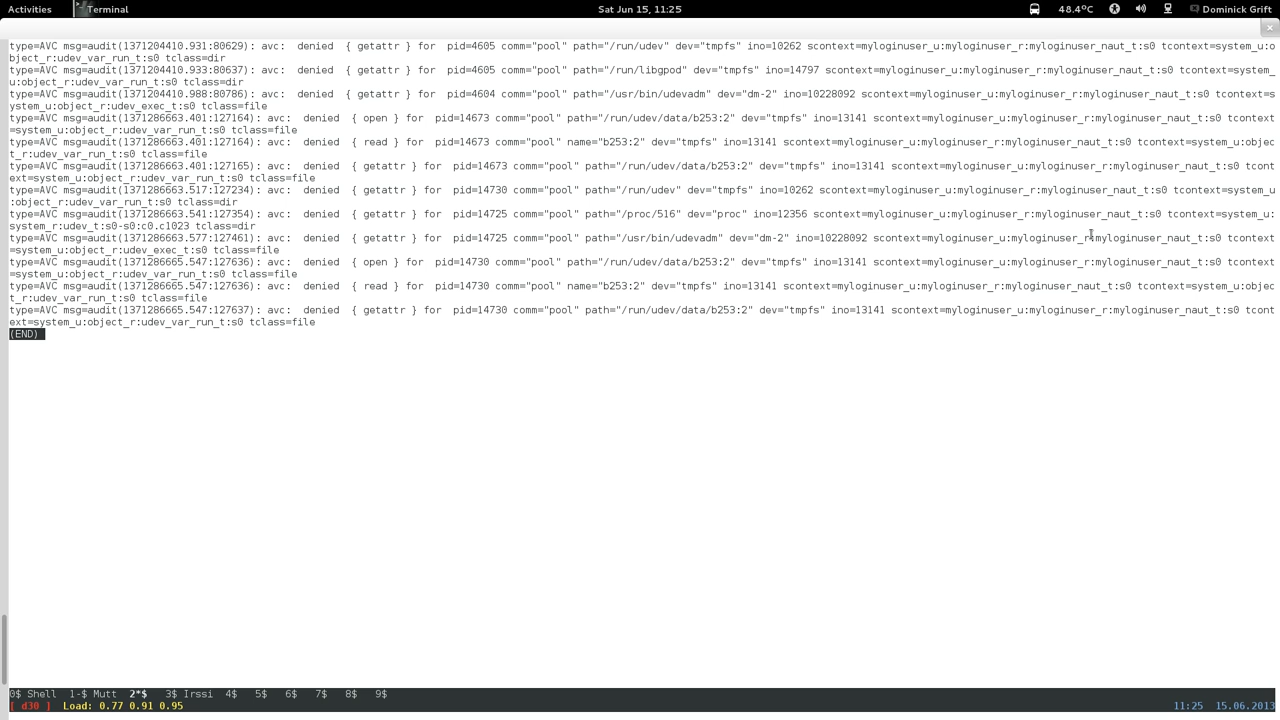 Activities Terminal Sat Jun 15, 11:25 48.4°C Dominick Grift
type=AVC msg=audit(1371204410.931:80629): avc:  denied  { getattr } for  pid=4605 comm="pool" path="/run/udev" dev="tmpfs" ino=10262 scontext=myloginuser_u:myloginuser_r:myloginuser_naut_t:s0 tcontext=system_u:o
bject_r:udev_var_run_t:s0 tclass=dir
type=AVC msg=audit(1371204410.933:80637): avc:  denied  { getattr } for  pid=4605 comm="pool" path="/run/libgpod" dev="tmpfs" ino=14797 scontext=myloginuser_u:myloginuser_r:myloginuser_naut_t:s0 tcontext=system_
u:object_r:udev_var_run_t:s0 tclass=dir
type=AVC msg=audit(1371204410.988:80786): avc:  denied  { getattr } for  pid=4604 comm="pool" path="/usr/bin/udevadm" dev="dm-2" ino=10228092 scontext=myloginuser_u:myloginuser_r:myloginuser_naut_t:s0 tcontext=s
ystem_u:object_r:udev_exec_t:s0 tclass=file
type=AVC msg=audit(1371286663.401:127164): avc:  denied  { open } for  pid=14673 comm="pool" path="/run/udev/data/b253:2" dev="tmpfs" ino=13141 scontext=myloginuser_u:myloginuser_r:myloginuser_naut_t:s0 tcontext
=system_u:object_r:udev_var_run_t:s0 tclass=file
type=AVC msg=audit(1371286663.401:127164): avc:  denied  { read } for  pid=14673 comm="pool" name="b253:2" dev="tmpfs" ino=13141 scontext=myloginuser_u:myloginuser_r:myloginuser_naut_t:s0 tcontext=system_u:objec
t_r:udev_var_run_t:s0 tclass=file
type=AVC msg=audit(1371286663.401:127165): avc:  denied  { getattr } for  pid=14673 comm="pool" path="/run/udev/data/b253:2" dev="tmpfs" ino=13141 scontext=myloginuser_u:myloginuser_r:myloginuser_naut_t:s0 tcont
ext=system_u:object_r:udev_var_run_t:s0 tclass=file
type=AVC msg=audit(1371286663.517:127234): avc:  denied  { getattr } for  pid=14730 comm="pool" path="/run/udev" dev="tmpfs" ino=10262 scontext=myloginuser_u:myloginuser_r:myloginuser_naut_t:s0 tcontext=system_u
:object_r:udev_var_run_t:s0 tclass=dir
type=AVC msg=audit(1371286663.541:127354): avc:  denied  { getattr } for  pid=14725 comm="pool" path="/proc/516" dev="proc" ino=12356 scontext=myloginuser_u:myloginuser_r:myloginuser_naut_t:s0 tcontext=system_u:
system_r:udev_t:s0-s0:c0.c1023 tclass=dir
type=AVC msg=audit(1371286663.577:127461): avc:  denied  { getattr } for  pid=14725 comm="pool" path="/usr/bin/udevadm" dev="dm-2" ino=10228092 scontext=myloginuser_u:myloginuser_r:myloginuser_naut_t:s0 tcontext
=system_u:object_r:udev_exec_t:s0 tclass=file
type=AVC msg=audit(1371286665.547:127636): avc:  denied  { open } for  pid=14730 comm="pool" path="/run/udev/data/b253:2" dev="tmpfs" ino=13141 scontext=myloginuser_u:myloginuser_r:myloginuser_naut_t:s0 tcontext
=system_u:object_r:udev_var_run_t:s0 tclass=file
type=AVC msg=audit(1371286665.547:127636): avc:  denied  { read } for  pid=14730 comm="pool" name="b253:2" dev="tmpfs" ino=13141 scontext=myloginuser_u:myloginuser_r:myloginuser_naut_t:s0 tcontext=system_u:objec
t_r:udev_var_run_t:s0 tclass=file
type=AVC msg=audit(1371286665.547:127637): avc:  denied  { getattr } for  pid=14730 comm="pool" path="/run/udev/data/b253:2" dev="tmpfs" ino=13141 scontext=myloginuser_u:myloginuser_r:myloginuser_naut_t:s0 tcont
ext=system_u:object_r:udev_var_run_t:s0 tclass=file
(END)
0$ Shell  1-$ Mutt  2*$   3$ Irssi  4$   5$   6$   7$   8$   9$
[ d30 ]  Load: 0.77 0.91 0.95 11:25  15.06.2013